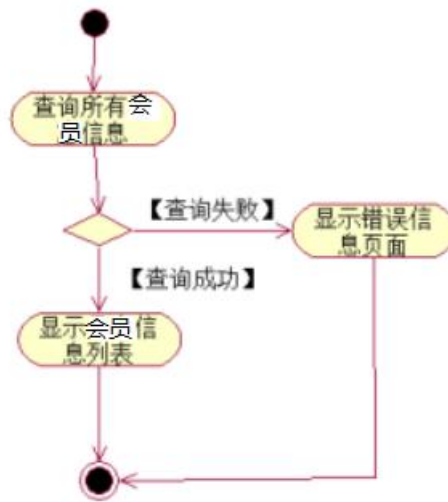 查询所有会
员信息
【查询失败】
显示错误信
息页面
【查询成功】
显示会员信
息列表